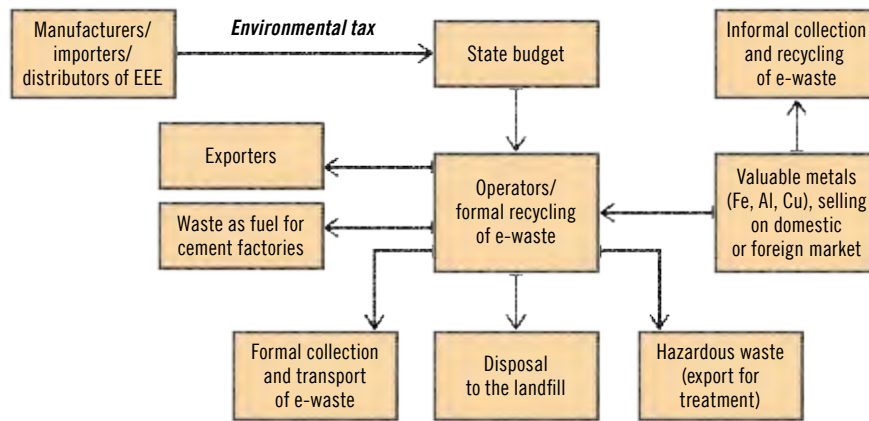 Manufacturers/
importers/
distributors of EEE
Environmental tax
State budget
Informal collection
and recycling
of e-waste
Exporters
Waste as fuel for
cement factories
Operators/
formal recycling
of e-waste
Valuable metals
(Fe, Al, Cu), selling
on domestic
or foreign market
Formal collection
and transport
of e-waste
Disposal
to the landfill
Hazardous waste
(export for
treatment)